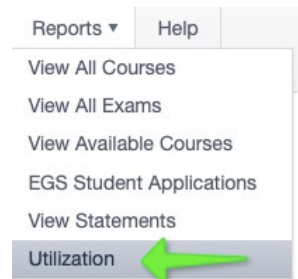 Reports ▾ Help
View All Courses
View All Exams
View Available Courses
EGS Student Applications
View Statements
Utilization